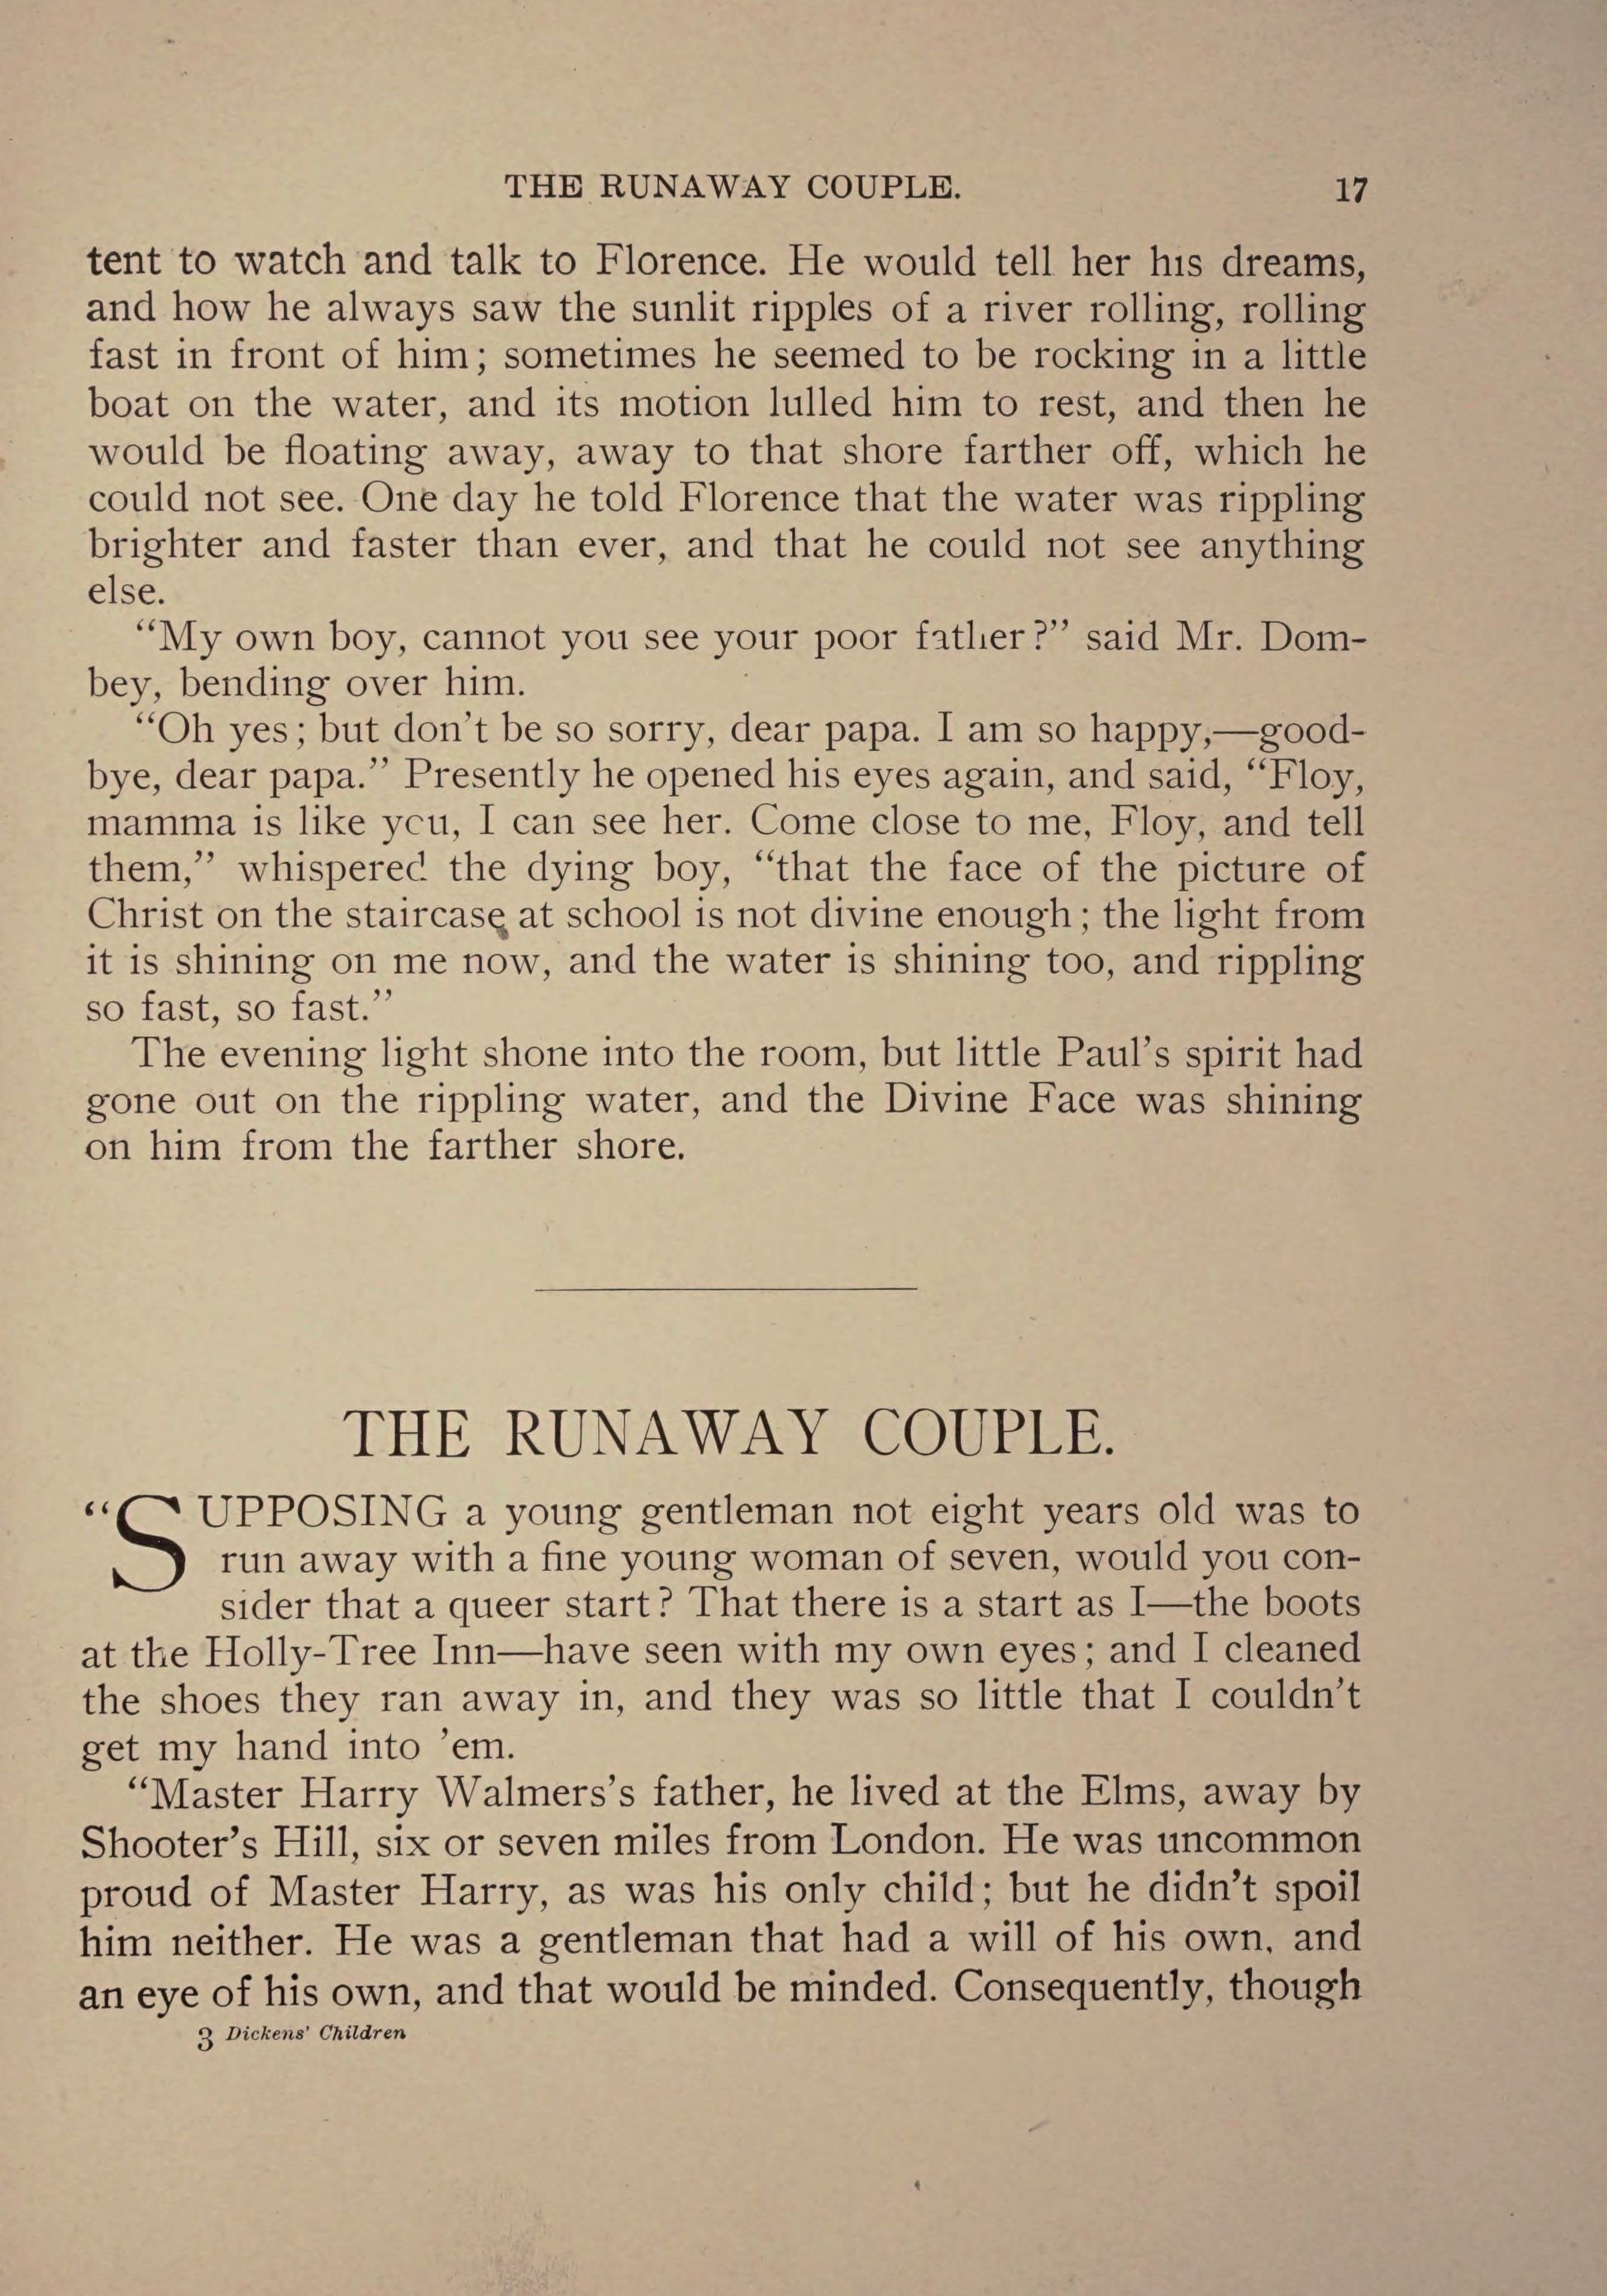 THE RUNAWAY COUPLE. 17
tent to watch and talk to Florence. He would tell her his dreams,
and how he always saw the sunlit ripples of a river rolling, rolling
fast in front of him; sometimes he seemed to be rocking in a little
boat on the water, and its motion lulled him to rest, and then he
would be floating away, away to that shore farther off, which he
could not see. One day he told Florence that the water was rippling
brighter and faster than ever, and that he could not see anything
else.
“My own boy, cannot you see your poor father?” said Mr. Dom-
bey, bending over him.
“Oh yes; but don’t be so sorry, dear papa. I am so happy,—good-
bye, dear papa.” Presently he opened his eyes again, and said, “Floy,
mamma is like you, I can see her. Come close to me, Floy, and tell
them,” whispered the dying boy, “that the face of the picture of
Christ on the staircase at school is not divine enough; the light from
it is shining on me now, and the water is shining too, and rippling
so fast, so fast.”
The evening light shone into the room, but little Paul’s spirit had
gone out on the rippling water, and the Divine Face was shining
on him from the farther shore.
THE RUNAWAY COUPLE.
“SUPPOSING a young gentleman not eight years old was to
run away with a fine young woman of seven, would you con-
sider that a queer start? That there is a start as I—the boots
at the Holly-Tree Inn—have seen with my own eyes; and I cleaned
the shoes they ran away in, and they was so little that I couldn’t
get my hand into ’em.
“Master Harry Walmers’s father, he lived at the Elms, away by
Shooter’s Hill, six or seven miles from London. He was uncommon
proud of Master Harry, as was his only child; but he didn’t spoil
him neither. He was a gentleman that had a will of his own, and
an eye of his own, and that would be minded. Consequently, though
3 Dickens’ Children